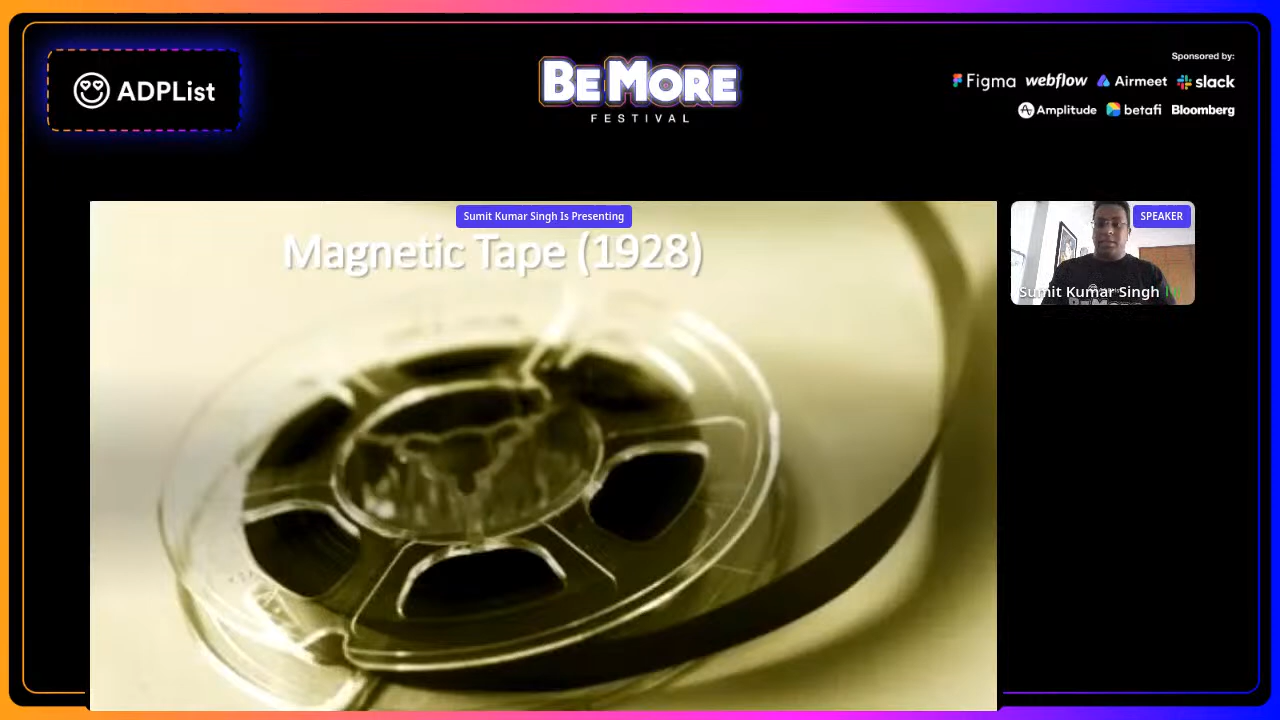 ADPList
BE MORE
FESTIVAL
Sponsored by:
Figma webflow Airmeet slack
Amplitude betafi Bloomberg
Sumit Kumar Singh Is Presenting
Magnetic Tape (1928)
SPEAKER
Sumit Kumar Singh